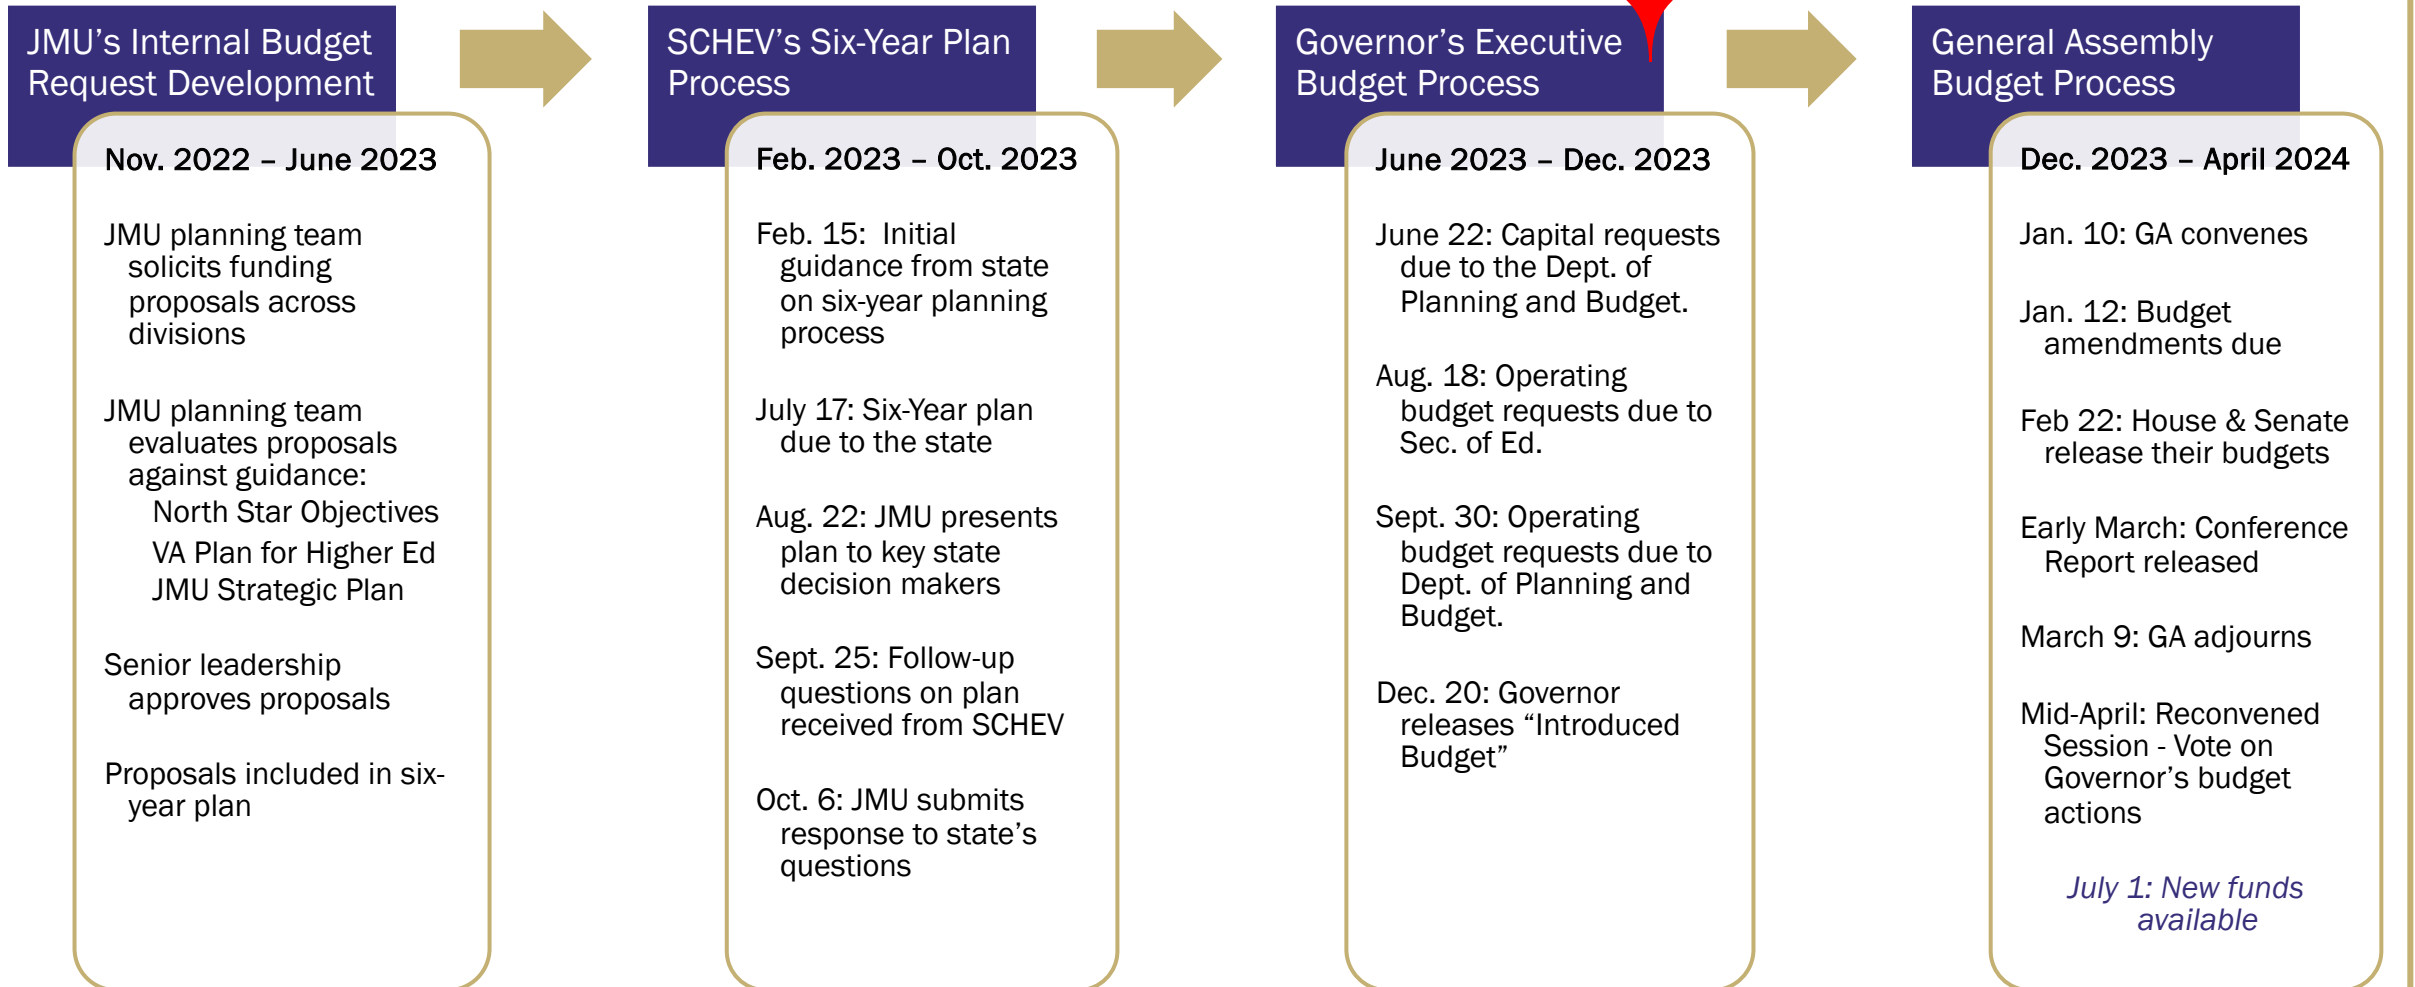 JMU's Internal Budget
Request Development
Nov. 2022 – June 2023
JMU planning team
solicits funding
proposals across
divisions
JMU planning team
evaluates proposals
against guidance:
North Star Objectives
VA Plan for Higher Ed
JMU Strategic Plan
Senior leadership
approves proposals
Proposals included in six-
year plan
SCHEV's Six-Year Plan
Process
Feb. 2023 – Oct. 2023
Feb. 15:  Initial
guidance from state
on six-year planning
process
July 17: Six-Year plan
due to the state
Aug. 22: JMU presents
plan to key state
decision makers
Sept. 25: Follow-up
questions on plan
received from SCHEV
Oct. 6: JMU submits
response to state's
questions
Governor's Executive
Budget Process
June 2023 – Dec. 2023
June 22: Capital requests
due to the Dept. of
Planning and Budget.
Aug. 18: Operating
budget requests due to
Sec. of Ed.
Sept. 30: Operating
budget requests due to
Dept. of Planning and
Budget.
Dec. 20: Governor
releases “Introduced
Budget”
General Assembly
Budget Process
Dec. 2023 – April 2024
Jan. 10: GA convenes
Jan. 12: Budget
amendments due
Feb 22: House & Senate
release their budgets
Early March: Conference
Report released
March 9: GA adjourns
Mid-April: Reconvened
Session - Vote on
Governor's budget
actions
July 1: New funds
available